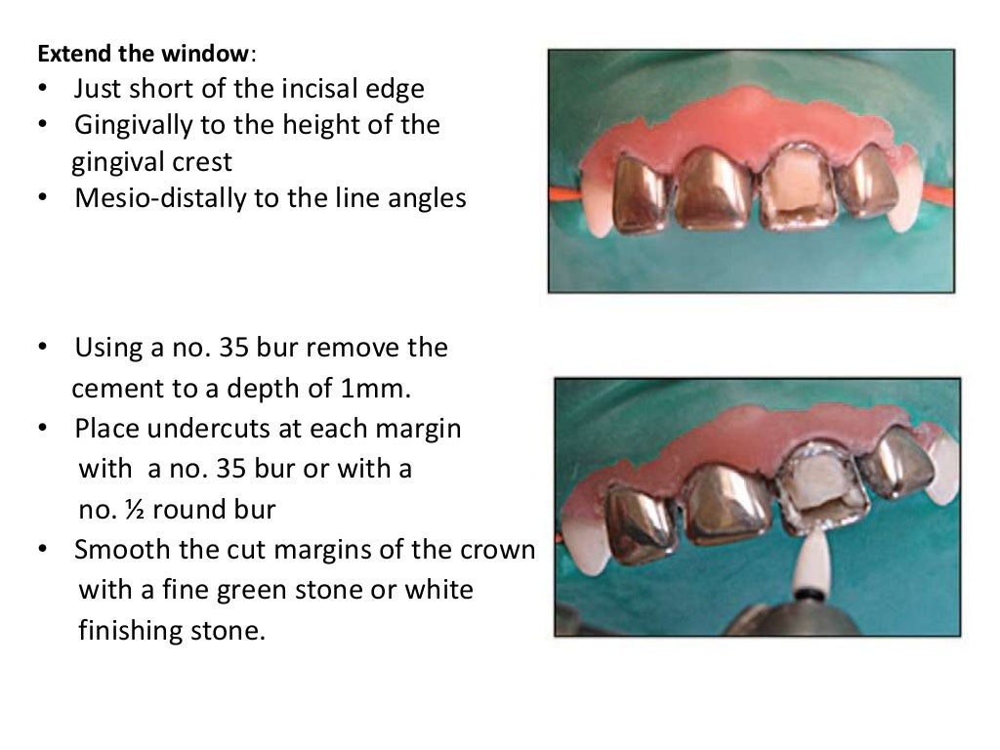 Extend the window:
• Just short of the incisal edge
• Gingivally to the height of the
gingival crest
• Mesio-distally to the line angles
• Using a no. 35 bur remove the
cement to a depth of 1mm.
• Place undercuts at each margin
with a no. 35 bur or with a
no. ½ round bur
• Smooth the cut margins of the crown
with a fine green stone or white
finishing stone.